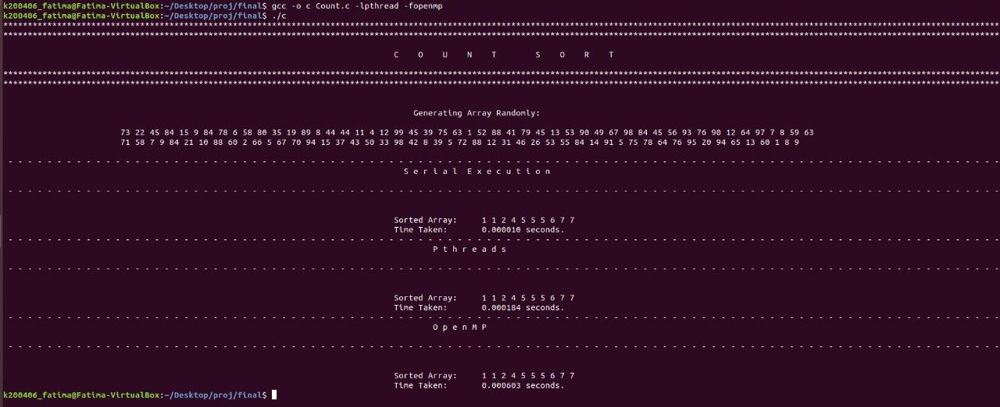 k200406_fatima@Fatima-VirtualBox:~/Desktop/proj/final$ gcc -o c Count.c -lpthread -fopenmp
k200406_fatima@Fatima-VirtualBox:~/Desktop/proj/final$ ./c
C O U N T S O R T
Generating Array Randomly:
73 22 45 84 15 9 84 78 6 58 80 35 19 89 8 44 44 11 4 12 99 45 39 75 63 1 52 88 41 79 45 13 53 90 49 67 98 84 45 56 93 76 90 12 64 97 7 8 59 63
71 58 7 9 84 21 10 88 60 2 66 5 67 70 94 15 37 43 50 33 98 42 8 39 5 72 88 12 31 46 26 53 55 84 14 91 5 75 78 64 76 95 20 94 65 13 60 1 8 9
S e r i a l E x e c u t i o n
Sorted Array: 1 1 2 4 5 5 5 6 7 7
Time Taken: 0.000010 seconds.
P t h r e a d s
Sorted Array: 1 1 2 4 5 5 5 6 7 7
Time Taken: 0.000184 seconds.
O p e n M P
Sorted Array: 1 1 2 4 5 5 5 6 7 7
Time Taken: 0.000603 seconds.
k200406_fatima@Fatima-VirtualBox:~/Desktop/proj/final$